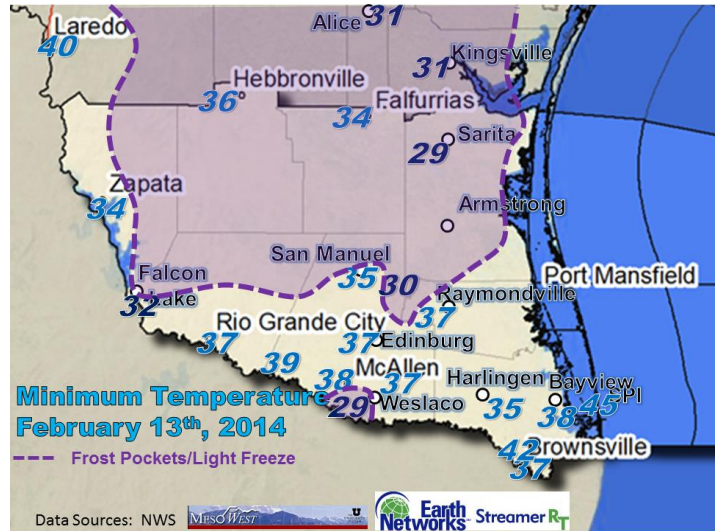 Alice 31
Laredo
40
Kingsville
31
Hebbronville
36
Falfurrias
34
Sarita
29
Zapata
34
Armstrong
San Manuel
35
30
Falcon
Lake
32
Port Mansfield
Raymondville
37
Rio Grande City
37
37 Edinburg
39
McAllen
38 37
Harlingen
35
Bayview
38
SPI
45
29
Weslaco
42
Brownsville
37
Minimum Temperature
February 13th, 2014
Frost Pockets/Light Freeze
Data Sources: NWS
MESOWEST
Earth
Networks
Streamer RT